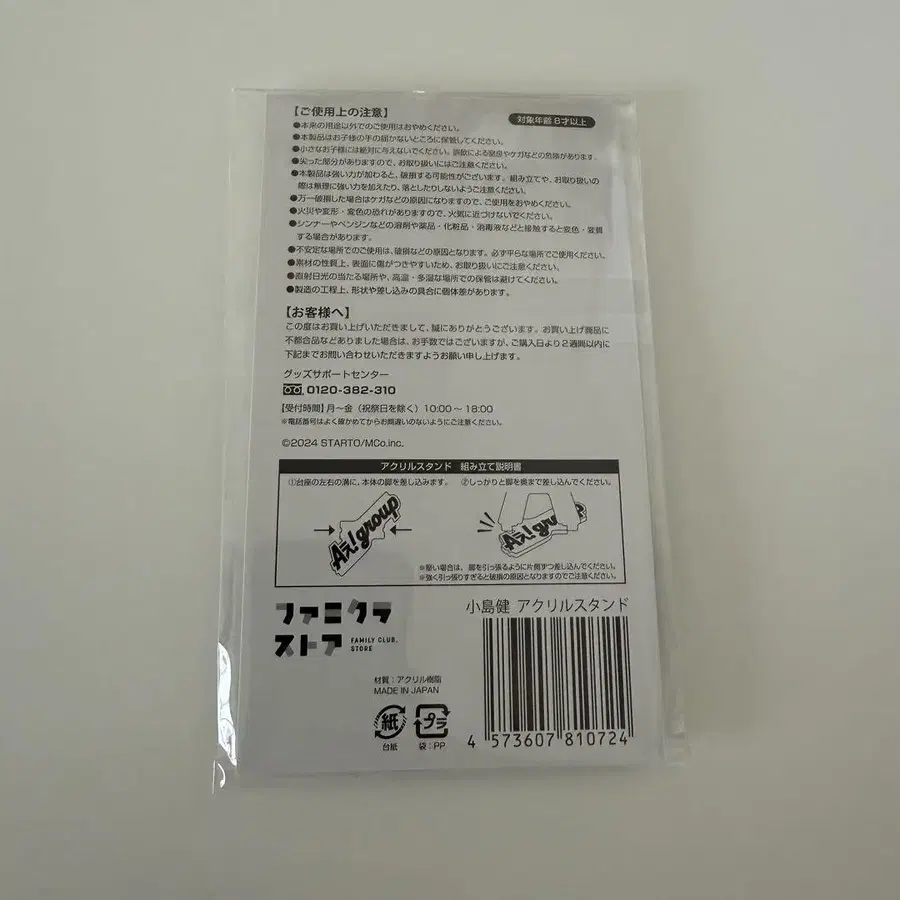 【ご使用上の注意】
対象年齢8才以上
●本来の用途以外でのご使用はおやめください。
●本製品はお子様の手の届かないところに保管してください。
●小さなお子様には絶対に与えないでください。誤飲による窒息やケガなどの危険があります。
●尖った部分がありますので、お取り扱いにはご注意ください。
●本製品は強い力が加わると、破損する可能性がございます。組み立てや、お取り扱いの
際は無理に強い力を加えたり、落としたりしないようご注意ください。
●万一破損した場合はケガなどの原因になりますので、ご使用をおやめください。
●火災や変形・変色の恐れがありますので、火気に近づけないでください。
●シンナーやベンジンなどの溶剤や薬品・化粧品・消毒液などと接触すると変色・変質
する場合があります。
●不安定な場所でのご使用は、破損などの原因となります。必ず平らな場所でご使用ください。
●素材の性質上、表面に傷がつきやすいため、お取り扱いにご注意ください。
●直射日光の当たる場所や、高温・多湿な場所での保管は避けてください。
●製造の工程上、形状や差し込みの具合に個体差があります。
【お客様へ】
この度はお買い上げいただきまして、誠にありがとうございます。お買い上げ商品に
不都合品などありました場合は、お手数ではございますが、ご購入日より2週間以内に
下記までお問い合わせいただきますようお願い申し上げます。
グッズサポートセンター
0120-382-310
【受付時間】月〜金（祝祭日を除く）10:00〜18:00
※電話番号はよく確かめてからお間違いのないようにご注意ください。
©2024 STARTO/MCo.inc.
アクリルスタンド 組み立て説明書
①台座の左右の溝に、本体の脚を差し込みます。
②しっかりと脚を奥まで差し込んでください。
Aぇ! group
Aぇ! group
※堅い場合は、脚を引っ張るように片側ずつ差し込んでください。
※強く引っ張りすぎると破損の原因となりますのでご注意ください。
ファミクラ
ストア
FAMILY CLUB.
STORE
小島健 アクリルスタンド
材質：アクリル樹脂
MADE IN JAPAN
紙
台紙
プラ
袋：PP
4 573607 810724